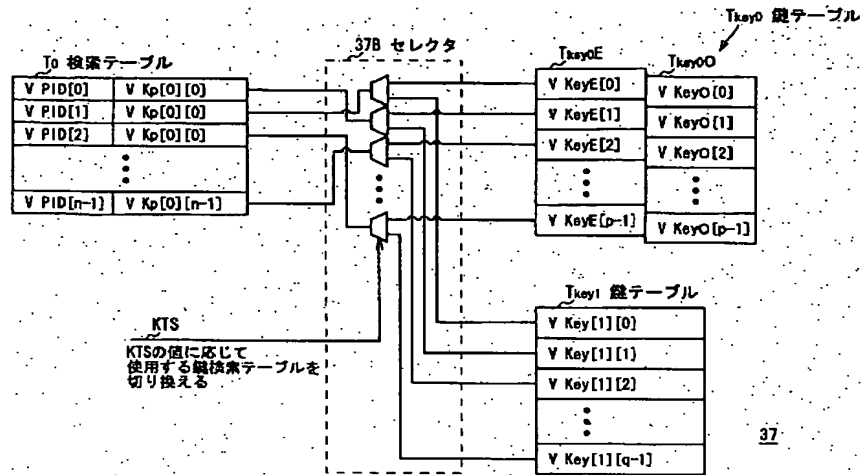 Tkey0 鍵テーブル
37B セレクタ
T0 検索テーブル
Tkey0E
Tkey0O
V PID[0] V Kp[0][0]
V PID[1] V Kp[0][0]
V PID[2] V Kp[0][0]
V PID[n-1] V Kp[0][n-1]
V KeyE[0]
V KeyE[1]
V KeyE[2]
V KeyE[p-1]
V KeyO[0]
V KeyO[1]
V KeyO[2]
V KeyO[p-1]
KTS
KTSの値に応じて
使用する鍵検索テーブルを
切り換える
Tkey1 鍵テーブル
V Key[1][0]
V Key[1][1]
V Key[1][2]
V Key[1][q-1]
37